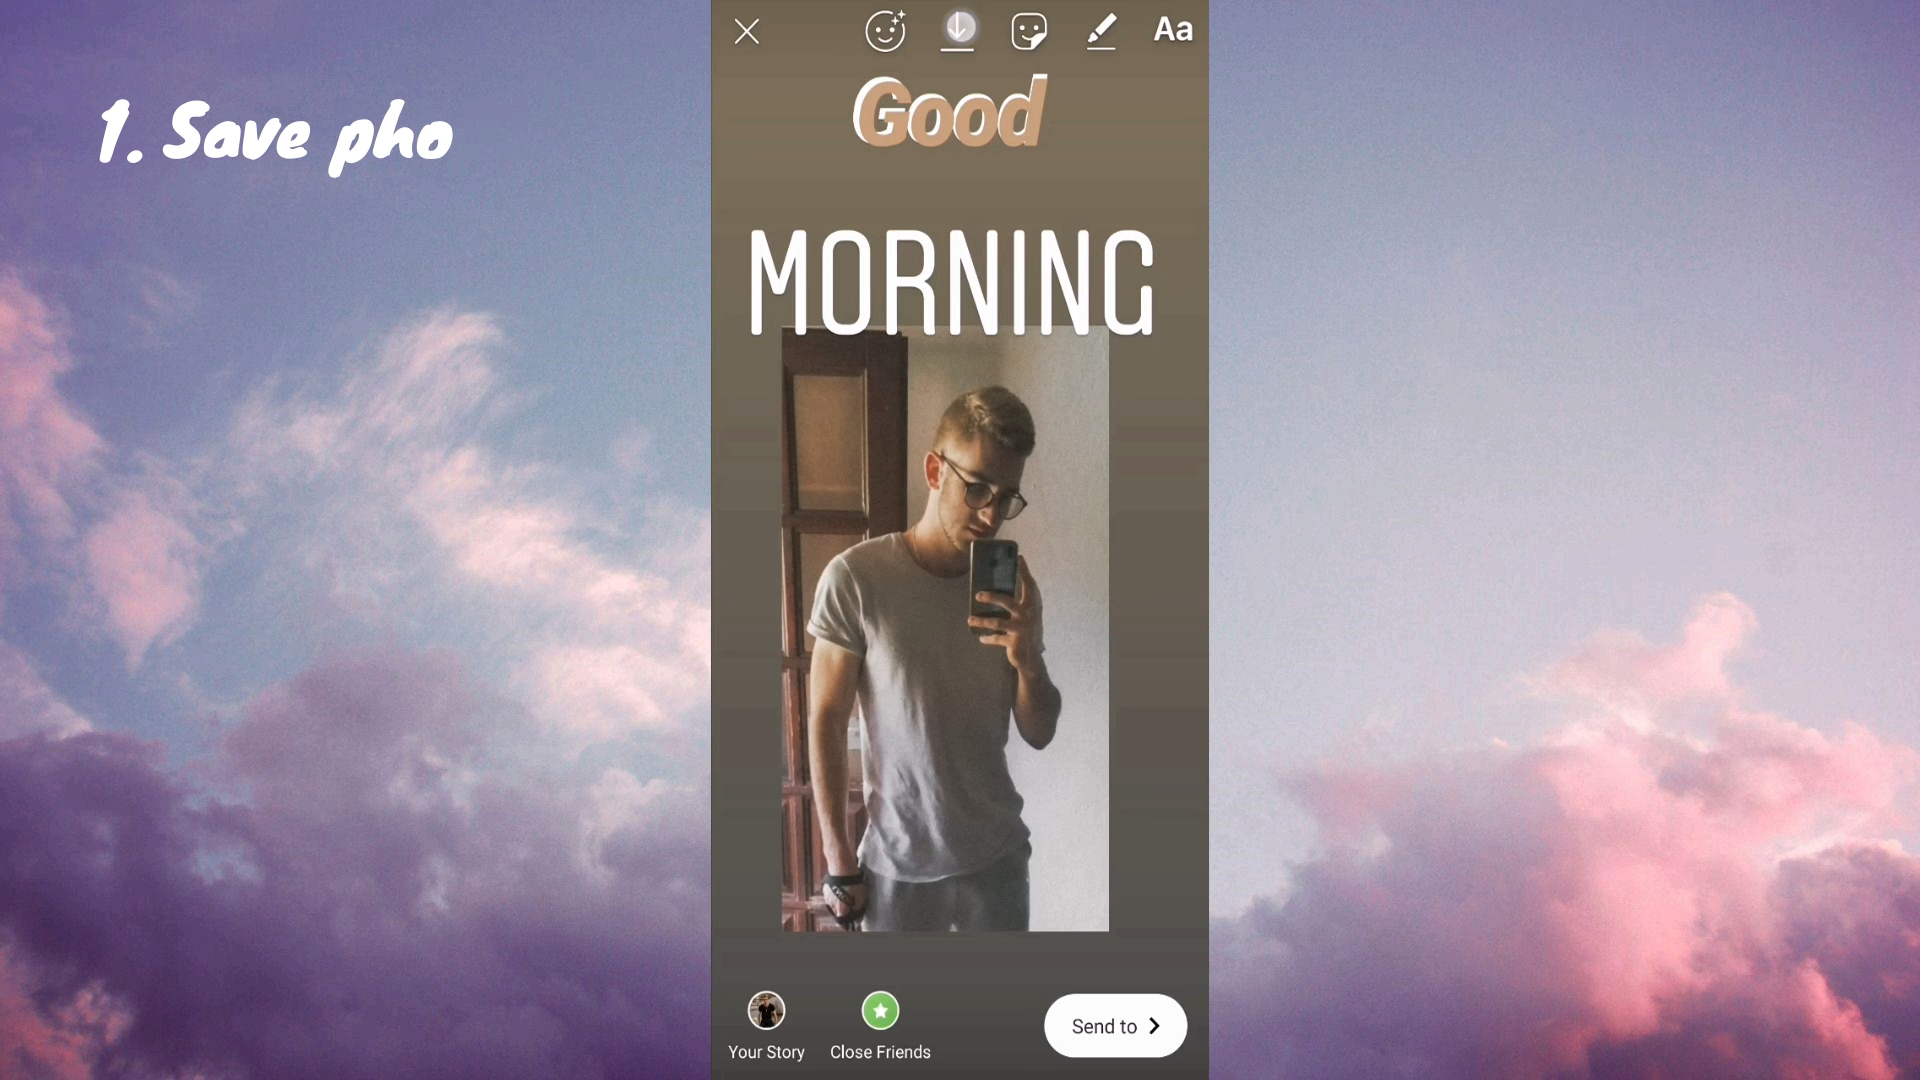 1. Save pho
Aa
Good
MORNING
Your Story
Close Friends
Send to